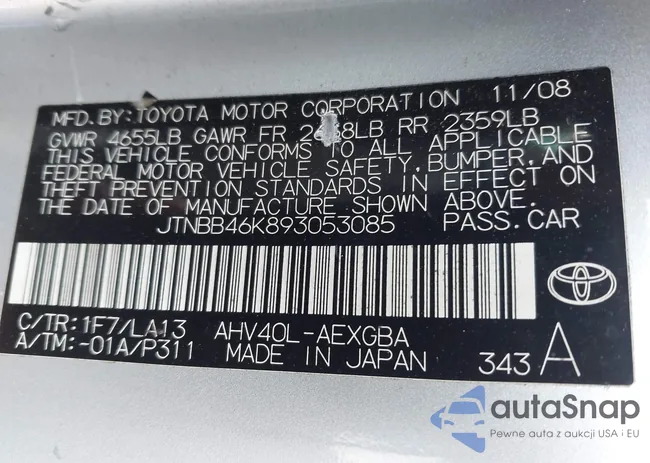 MFD. BY: TOYOTA MOTOR CORPORATION 11/08
GVWR 4655LB GAWR FR RR 2359LB
THIS VEHICLE CONFORMS TO ALL APPLICABLE
FEDERAL MOTOR VEHICLE SAFETY, BUMPER, AND
THEFT PREVENTION STANDARDS IN EFFECT ON
THE DATE OF MANUFACTURE SHOWN ABOVE.
JTNBB46K893053085 PASS. CAR
C/TR: 1F7/LA13 AHV40L-AEXGBA
A/TM: -01A/P311 MADE IN JAPAN 343 A
autaSnap
Pewne auta z aukcji USA i EU